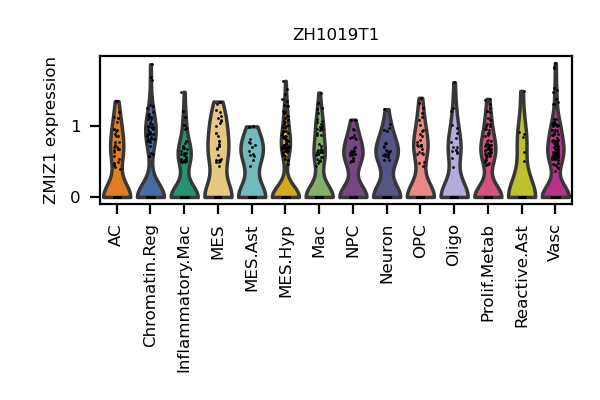 ZH1019T1
ZMIZ1 expression
1
0
AC
Chromatin.Reg
Inflammatory.Mac
MES
MES.Ast
MES.Hyp
Mac
NPC
Neuron
OPC
Oligo
Prolif.Metab
Reactive.Ast
Vasc